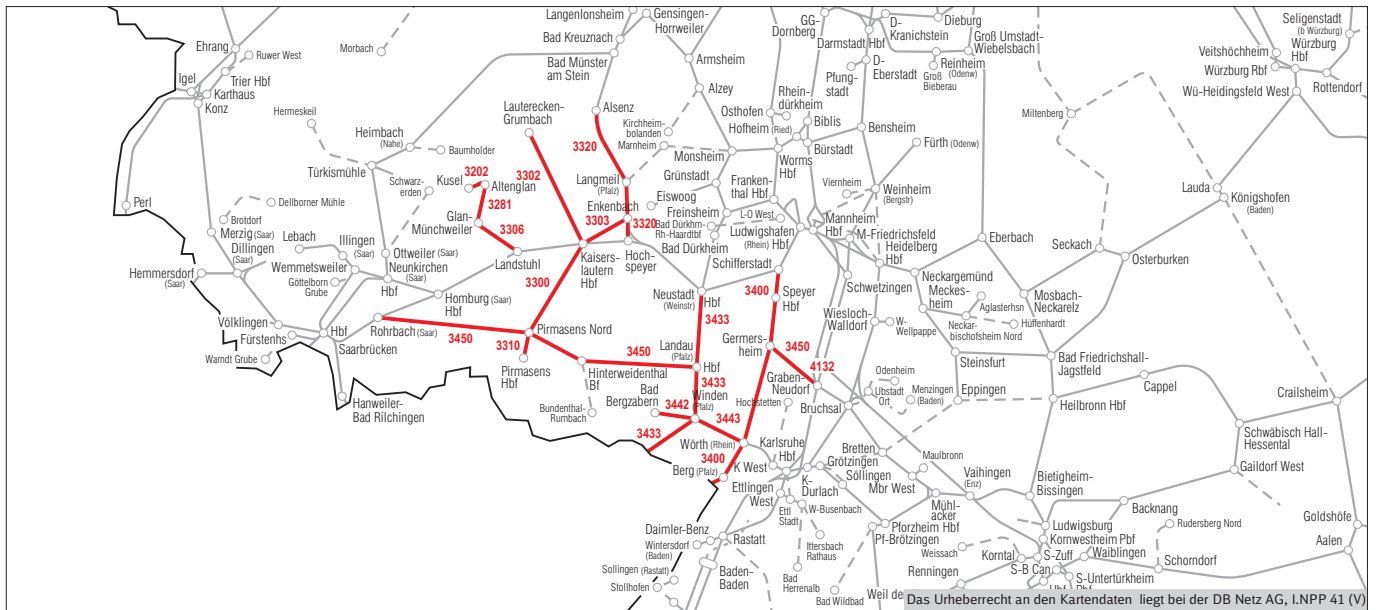 Langenlonsheim
Gensingen-
Horrweiler
Bad Kreuznach
Bad Münster
am Stein
Armsheim
Alzey
Ehrang
Ruwer West
Morbach
Igel
Trier Hbf
Karthaus
Konz
Hermeskeil
Heimbach
(Nahe)
Baumholder
Türkismühle
Schwarz-
erden
Perl
Dellborner Mühle
Brotdorf
Merzig (Saar)
Dillingen
(Saar)
Hemmersdorf
(Saar)
Lebach
Illingen
(Saar)
Wemmetsweiler
Göttelborn
Grube
Ottweiler (Saar)
Neunkirchen
(Saar)
Hbf
Homburg (Saar)
Hbf
Völklingen
Fürstenhs
Warndt Grube
Hbf
Saarbrücken
Rohrbach (Saar)
Hanweiler-
Bad Rilchingen
Lauterecken-
Grumbach
Alsenz
3320
3302
3202
Kusel
Altenglan
3281
Glan-
Münchweiler
3306
Landstuhl
Langmeil
(Pfalz)
Enkenbach
3303
3320
Kaisers-
lautern
Hbf
Hoch-
speyer
3300
3450
Pirmasens Nord
3310
Pirmasens
Hbf
3450
Hinterweidenthal
Bf
Bundenthal-
Rumbach
Kirchheim-
bolanden
Marnheim
Monsheim
Grünstadt
Eiswoog
Freinsheim
Bad Dürkhm-
Rh-Haardtbf
Bad Dürkheim
Franken-
thal Hbf
L-O West
Ludwigshafen
(Rhein) Hbf
Schifferstadt
Neustadt
(Weinstr)
Hbf
3433
Landau
(Pfalz)
Hbf
3433
Bad
Bergzabern
Winden
(Pfalz)
3442
3443
3433
Wörth (Rhein)
3400
Berg (Pfalz)
3400
Speyer
Hbf
Germers-
heim
3450
4132
Graben-
Neudorf
Hochstetten
GG-
Dornberg
D-
Kranichstein
Dieburg
Darmstadt Hbf
Groß Umstadt-
Wiebelsbach
D-
Eberstadt
Reinheim
(Odenw)
Groß
Bieberau
Pfung-
stadt
Rhein-
dürkheim
Osthofen
Biblis
Hofheim (Ried)
Bensheim
Bürstadt
Worms
Hbf
Fürth (Odenw)
Viernheim
Weinheim
(Bergstr)
Mannheim
Hbf
M-Friedrichsfeld
Heidelberg
Hbf
Eberbach
Schwetzingen
Neckargemünd
Meckes-
heim
Aglasterhsn
Neckar-
bischofsheim Nord
Hüffenhardt
Mosbach-
Neckarelz
Wiesloch-
Walldorf
W-
Wellpappe
Steinsfurt
Bad Friedrichshall-
Jagstfeld
Odenheim
Ubstadt
Ort
Menzingen
(Baden)
Eppingen
Bruchsal
Heilbronn Hbf
Cappel
Crailsheim
Schwäbisch Hall-
Hessental
Gaildorf West
Seligenstadt
(b Würzburg)
Veitshöchheim
Würzburg
Hbf
Würzburg Rbf
Rottendorf
Wü-Heidingsfeld West
Miltenberg
Lauda
Königshofen
(Baden)
Seckach
Osterburken
Karlsruhe
Hbf
K West
Grötzingen
Bretten
Maulbronn
Söllingen
Mbr West
Vaihingen
(Enz)
Bietigheim-
Bissingen
Ettlingen
West
K-
Durlach
Ettl
Stadt
W-Busenbach
Mühl-
acker
Pforzheim Hbf
Pf-Brötzingen
Daimler-Benz
Wintersdorf
(Baden)
Rastatt
Ittersbach
Rathaus
Sollingen (Rastatt)
Stollhofen
Baden-
Baden
Bad
Herrenalb
Bad Wildbad
Weil de
Weissach
Renningen
Korntal
Ludwigsburg
Kornwestheim Pbf
S-Zuff
Waiblingen
S-B Can
S-Untertürkheim
Backnang
Rudersberg Nord
Schorndorf
Goldshöfe
Aalen
Das Urheberrecht an den Kartendaten liegt bei der DB Netz AG, I.NPP 41 (V)